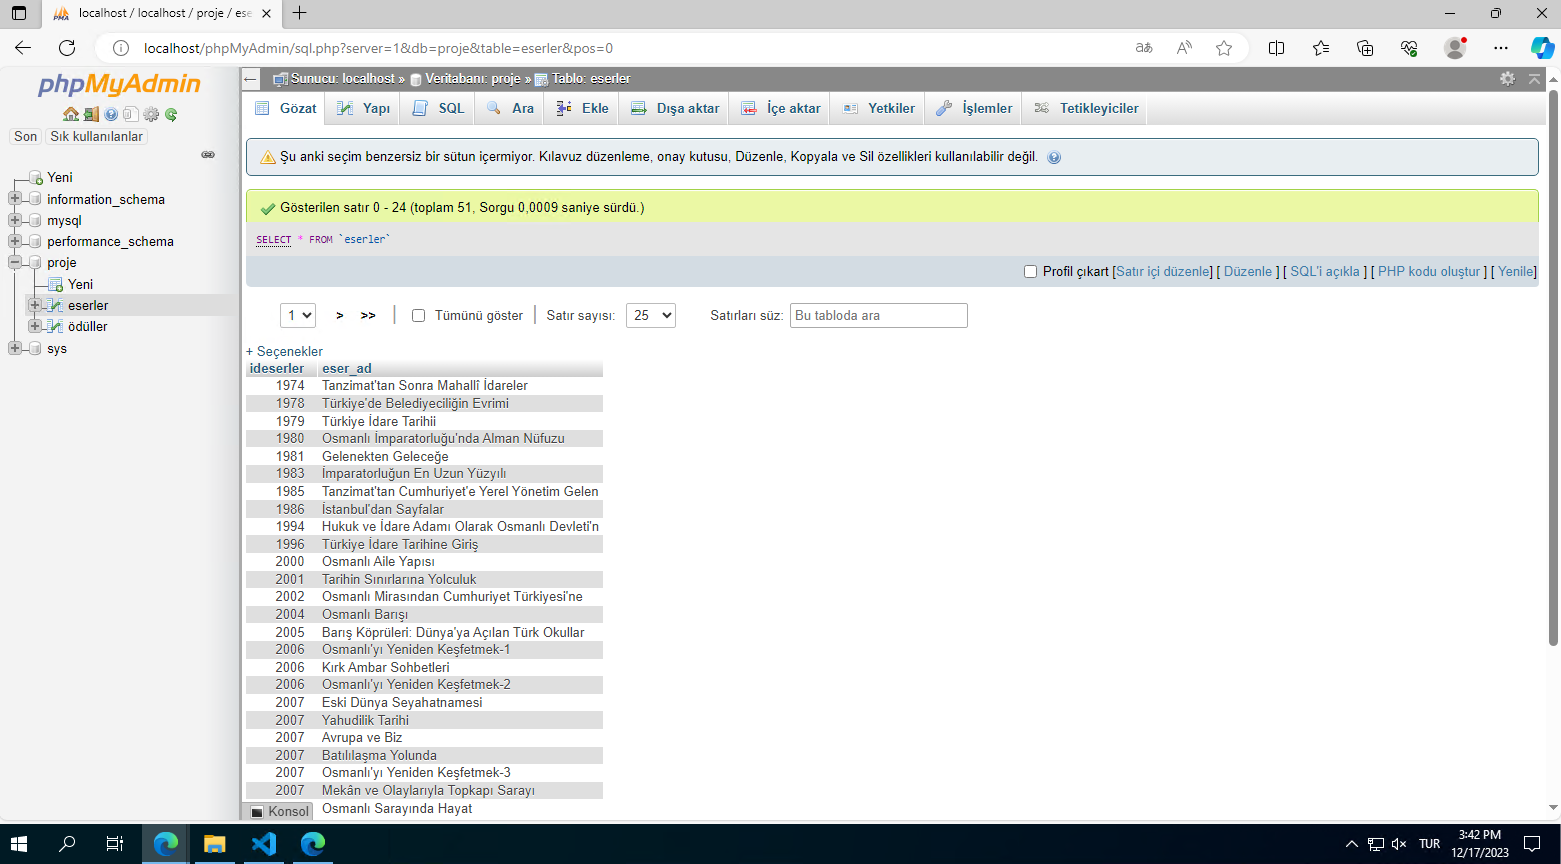 localhost / localhost / proje / ese
localhost/phpMyAdmin/sql.php?server=1&db=proje&table=eserler&pos=0
phpMyAdmin
Son Sık kullanılanlar
Yeni
information_schema
mysql
performance_schema
proje
Yeni
eserler
ödüller
sys
Sunucu: localhost » Veritabanı: proje » Tablo: eserler
Gözat Yapı SQL Ara Ekle Dışa aktar İçe aktar Yetkiler İşlemler Tetikleyiciler
Şu anki seçim benzersiz bir sütun içermiyor. Kılavuz düzenleme, onay kutusu, Düzenle, Kopyala ve Sil özellikleri kullanılabilir değil.
Gösterilen satır 0 - 24 (toplam 51, Sorgu 0,0009 saniye sürdü.)
SELECT * FROM `eserler`
Profil çıkart [Satır içi düzenle] [ Düzenle ] [ SQL'i açıkla ] [ PHP kodu oluştur ] [ Yenile]
1 > >> | Tümünü göster | Satır sayısı: 25 Satırları süz: Bu tabloda ara
+ Seçenekler
ideserler eser_ad
1974 Tanzimat'tan Sonra Mahallî İdareler
1978 Türkiye'de Belediyeciliğin Evrimi
1979 Türkiye İdare Tarihii
1980 Osmanlı İmparatorluğu'nda Alman Nüfuzu
1981 Gelenekten Geleceğe
1983 İmparatorluğun En Uzun Yüzyılı
1985 Tanzimat'tan Cumhuriyet'e Yerel Yönetim Gelen
1986 İstanbul'dan Sayfalar
1994 Hukuk ve İdare Adamı Olarak Osmanlı Devleti'n
1996 Türkiye İdare Tarihine Giriş
2000 Osmanlı Aile Yapısı
2001 Tarihin Sınırlarına Yolculuk
2002 Osmanlı Mirasından Cumhuriyet Türkiyesi'ne
2004 Osmanlı Barışı
2005 Barış Köprüleri: Dünya'ya Açılan Türk Okullar
2006 Osmanlı'yı Yeniden Keşfetmek-1
2006 Kırk Ambar Sohbetleri
2006 Osmanlı'yı Yeniden Keşfetmek-2
2007 Eski Dünya Seyahatnamesi
2007 Yahudilik Tarihi
2007 Avrupa ve Biz
2007 Batılılaşma Yolunda
2007 Osmanlı'yı Yeniden Keşfetmek-3
2007 Mekân ve Olaylarıyla Topkapı Sarayı
Konsol Osmanlı Sarayında Hayat
TUR
3:42 PM
12/17/2023